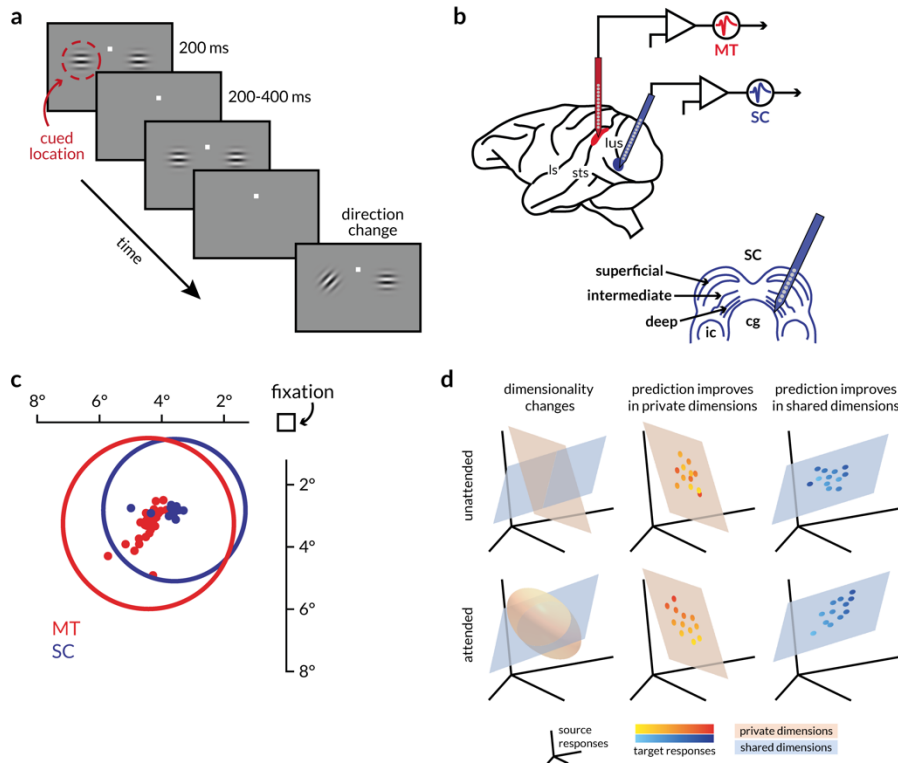 a
200 ms
200-400 ms
cued
location
time
direction
change
b
MT
SC
lus
ls
sts
SC
superficial
intermediate
deep
ic
cg
c
8° 6° 4° 2°
fixation
2°
4°
6°
8°
MT
SC
d
dimensionality
changes
prediction improves
in private dimensions
prediction improves
in shared dimensions
unattended
attended
source
responses
target responses
private dimensions
shared dimensions